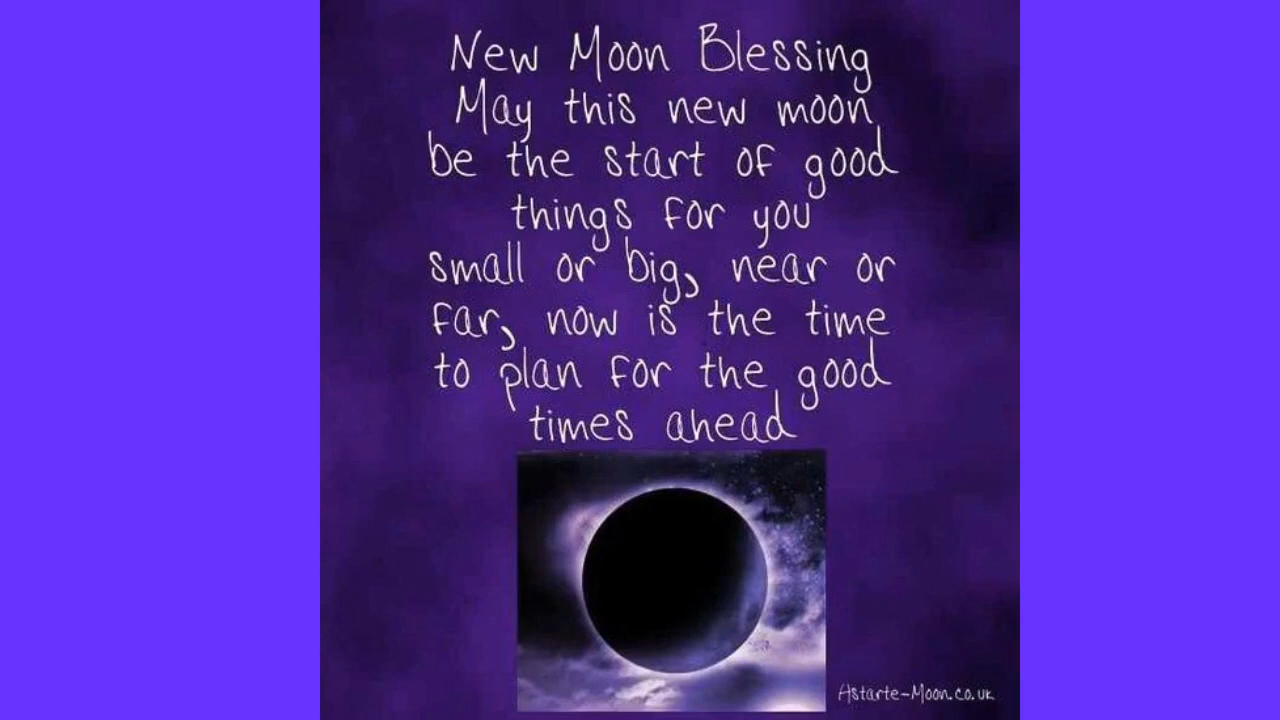 New Moon Blessing
May this new moon
be the start of good
things for you
small or big, near or
far, now is the time
to plan for the good
times ahead
Astarte-Moon.co.uk